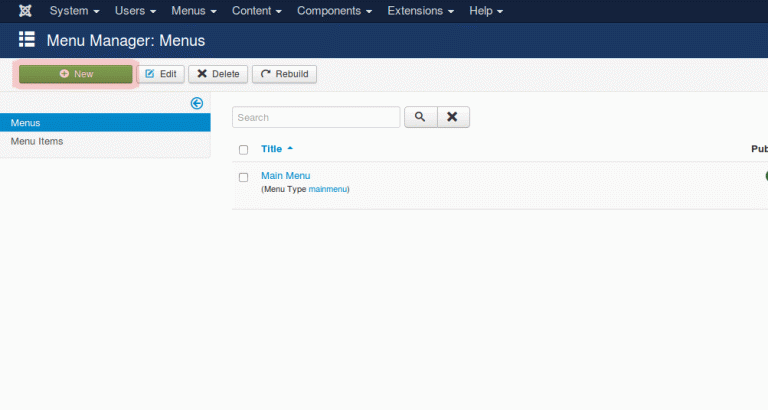 System Users Menus Content Components Extensions Help
Menu Manager: Menus
New Edit Delete Rebuild
Menus
Menu Items
Search
Title Pub
Main Menu
(Menu Type mainmenu)